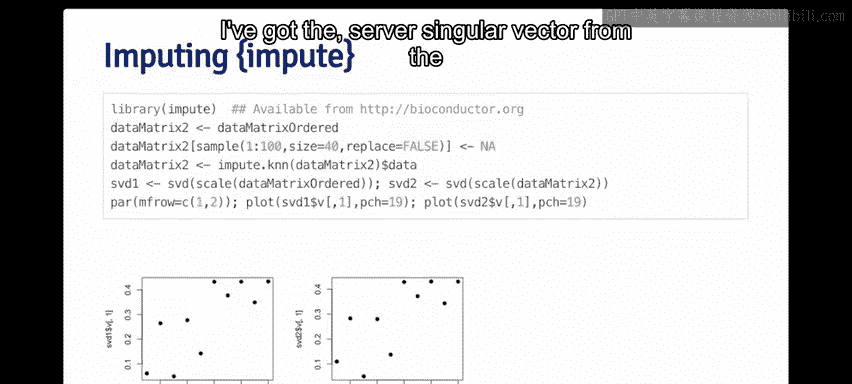 I've got the, server singular vector from
the
Imputing {impute}
library(impute)  ## Available from http://bioconductor.org
dataMatrix2 <- dataMatrixOrdered
dataMatrix2[sample(1:100,size=40,replace=FALSE)] <- NA
dataMatrix2 <- impute.knn(dataMatrix2)$data
svd1 <- svd(scale(dataMatrixOrdered)); svd2 <- svd(scale(dataMatrix2))
par(mfrow=c(1,2)); plot(svd1$v[,1],pch=19); plot(svd2$v[,1],pch=19)
svd1$v[, 1]
0.4
0.3
0.2
0.1
svd2$v[, 1]
0.4
0.3
0.2
0.1